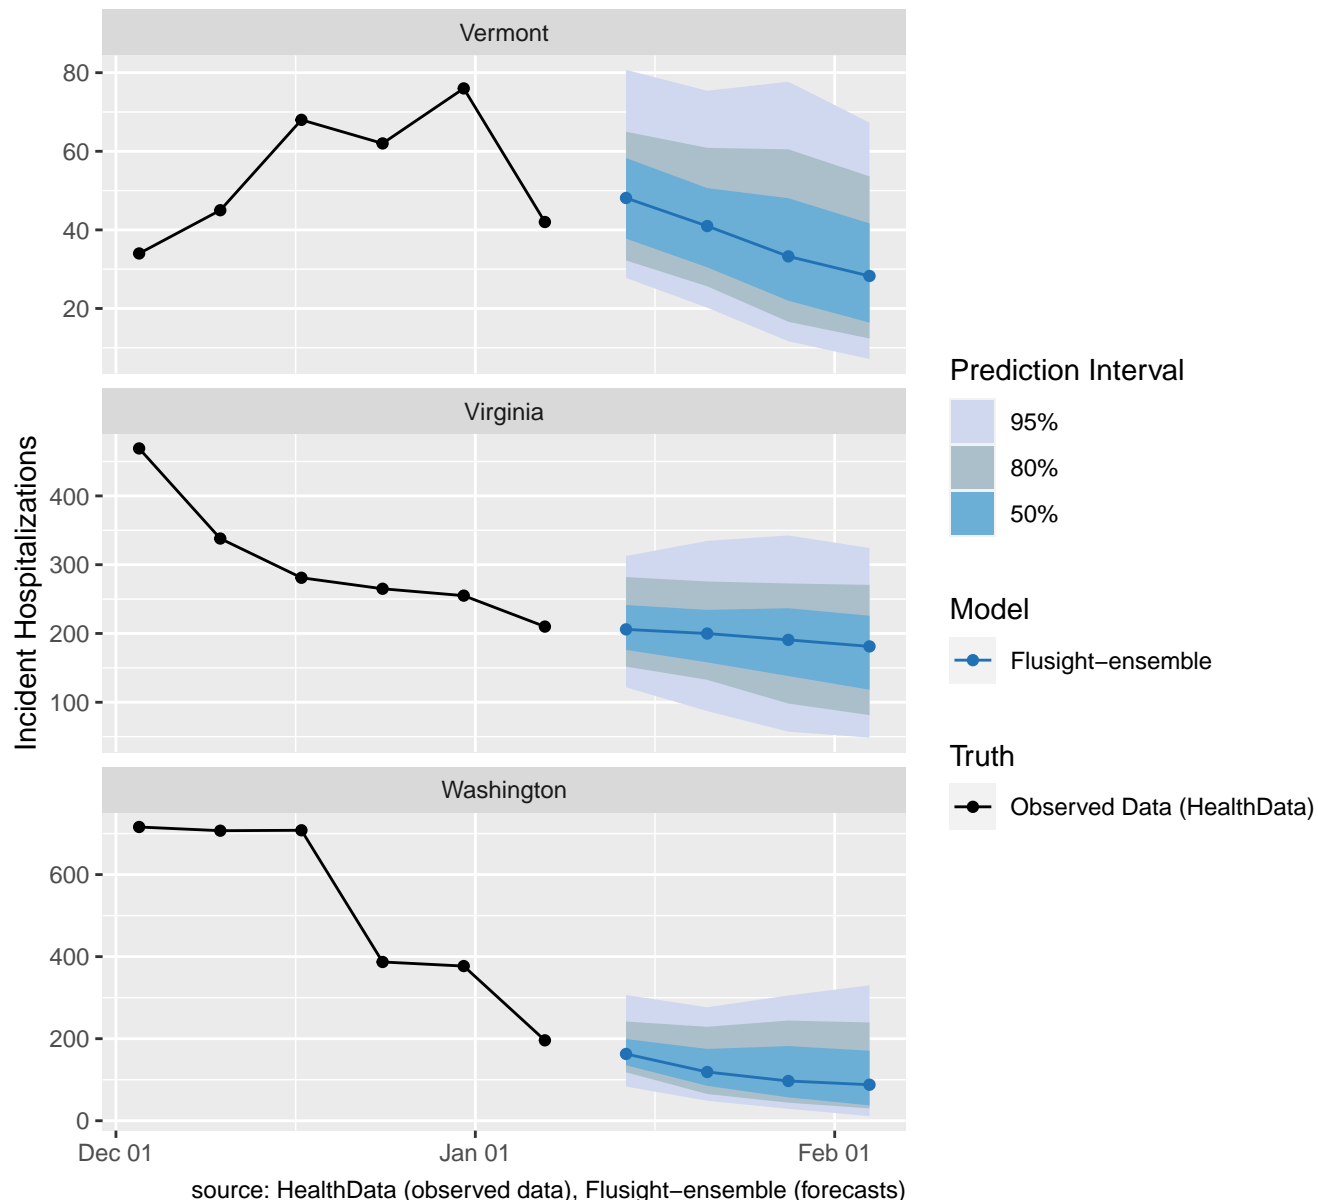 Vermont
80
60
40
20
Virginia
400
300
200
100
Washington
600
400
200
0
Dec 01
Jan 01
Feb 01
Incident Hospitalizations
source: HealthData (observed data), Flusight−ensemble (forecasts)
Prediction Interval
95%
80%
50%
Model
Flusight−ensemble
Truth
Observed Data (HealthData)